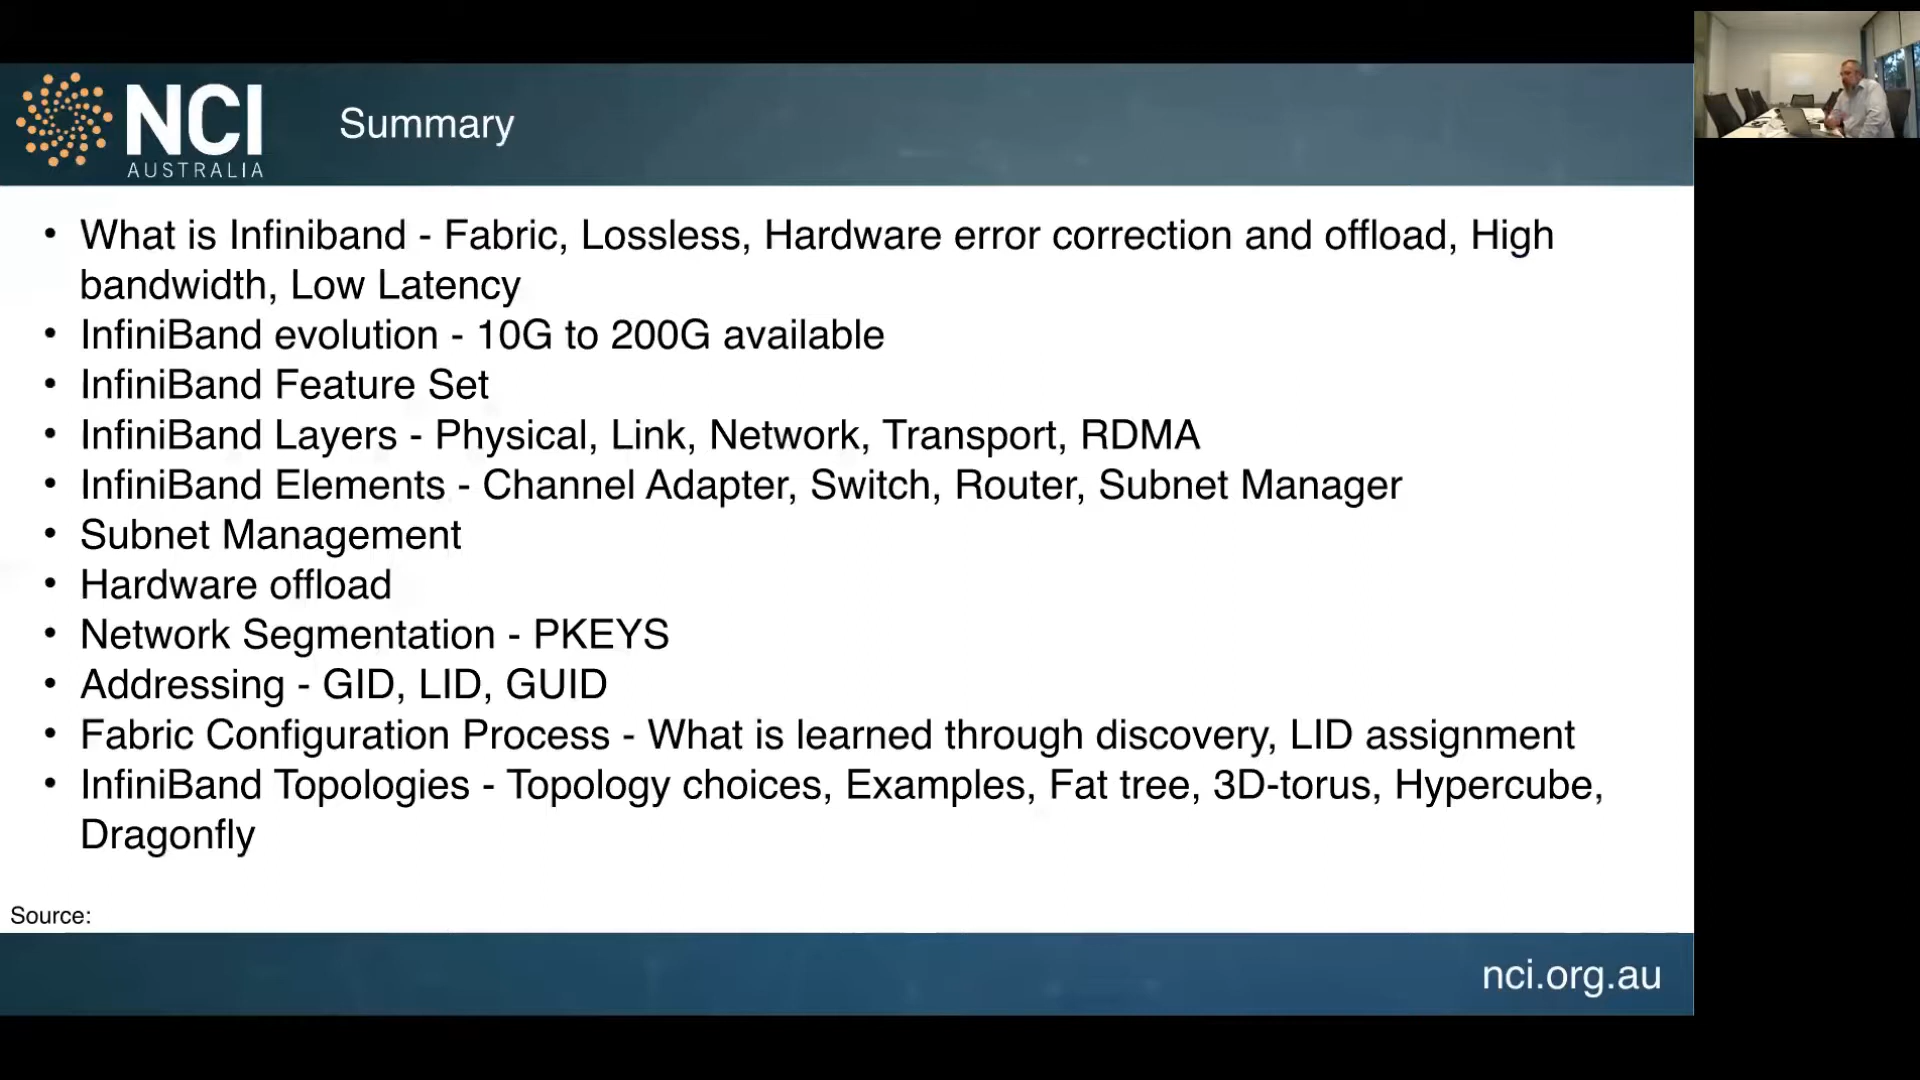 NCI
AUSTRALIA
Summary
• What is Infiniband - Fabric, Lossless, Hardware error correction and offload, High
bandwidth, Low Latency
• InfiniBand evolution - 10G to 200G available
• InfiniBand Feature Set
• InfiniBand Layers - Physical, Link, Network, Transport, RDMA
• InfiniBand Elements - Channel Adapter, Switch, Router, Subnet Manager
• Subnet Management
• Hardware offload
• Network Segmentation - PKEYS
• Addressing - GID, LID, GUID
• Fabric Configuration Process - What is learned through discovery, LID assignment
• InfiniBand Topologies - Topology choices, Examples, Fat tree, 3D-torus, Hypercube,
Dragonfly
Source:
nci.org.au